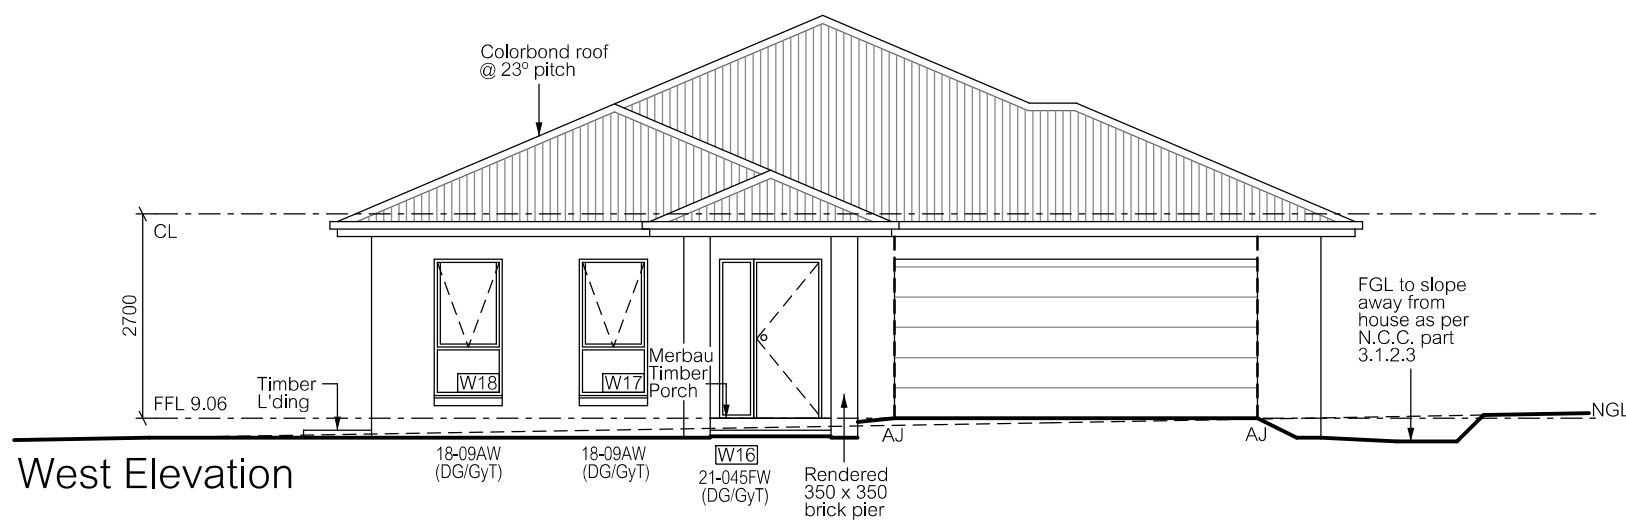 Colorbond roof
@ 23º pitch
CL
2700
FGL to slope
away from
house as per
N.C.C. part
3.1.2.3
Merbau
Timber
Porch
W18
W17
Timber
L'ding
FFL 9.06
NGL
AJ
AJ
West Elevation
18-09AW
(DG/GyT)
18-09AW
(DG/GyT)
W16
21-045FW
(DG/GyT)
Rendered
350 x 350
brick pier